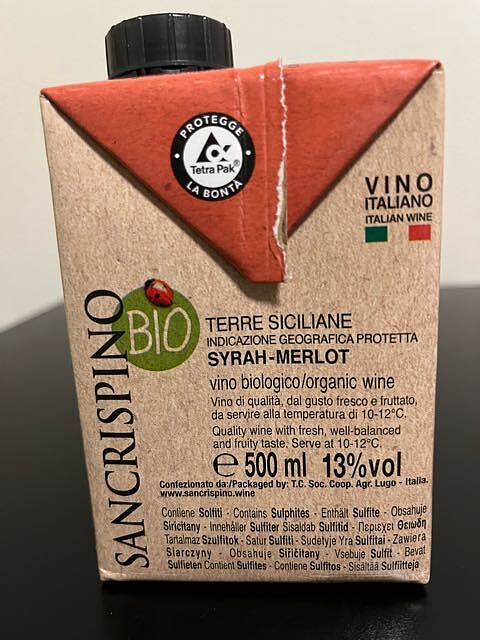 PROTEGGE
Tetra Pak®
LA BONTÀ
VINO
ITALIANO
ITALIAN WINE
SANCRISPINO
BIO
TERRE SICILIANE
INDICAZIONE GEOGRAFICA PROTETTA
SYRAH-MERLOT
vino biologico/organic wine
Vino di qualità, dal gusto fresco e fruttato,
da servire alla temperatura di 10-12°C.
Quality wine with fresh, well-balanced
and fruity taste. Serve at 10-12°C.
℮ 500 ml 13%vol
Confezionato da:/Packaged by: T.C. Soc. Coop. Agr. Lugo - Italia.
www.sancrispino.wine
Contiene Solfiti - Contains Sulphites - Enthält Sulfite - Obsahuje
Siricitany - Innehåller Sulfiter Sisaldab Sulfitid - Περιεχει Θειωδη
Tartalmaz Szulfitok - Satur Sulfiti - Sudėtyje Yra Sulfitai - Zawiera
Siarczyny - Obsahuje Siřičitany - Vsebuje Sulfit - Bevat
Sulfieten Contient Sulfites - Contiene Sulfitos - Sisältää Sulfiitteja